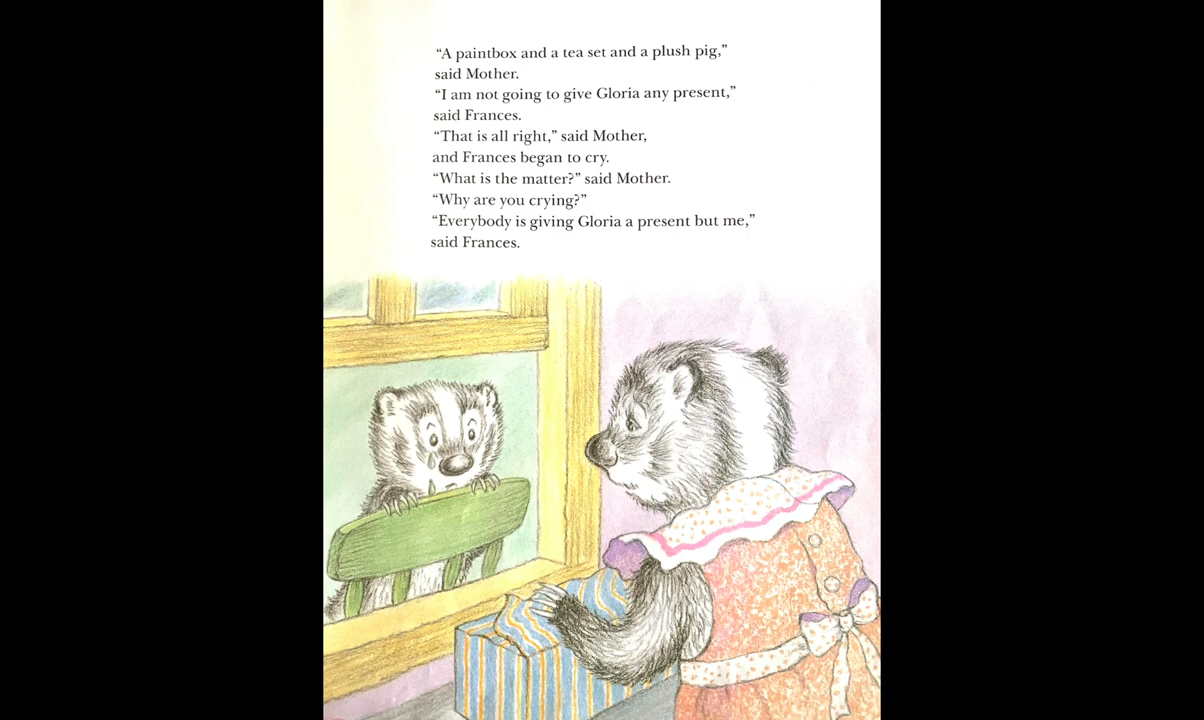 “A paintbox and a tea set and a plush pig,”
said Mother.
“I am not going to give Gloria any present,”
said Frances.
“That is all right,” said Mother,
and Frances began to cry.
“What is the matter?” said Mother.
“Why are you crying?”
“Everybody is giving Gloria a present but me,”
said Frances.